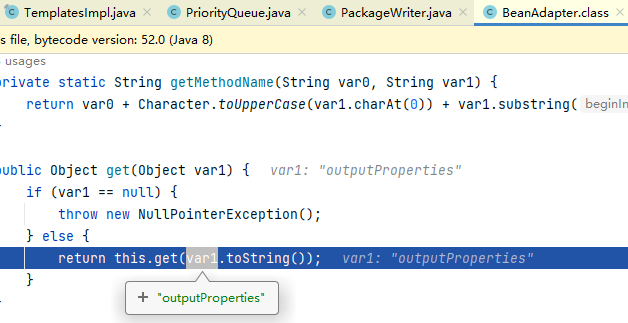 TemplatesImpl.java × PriorityQueue.java × PackageWriter.java × BeanAdapter.class ×
s file, bytecode version: 52.0 (Java 8)
usages
private static String getMethodName(String var0, String var1) {
return var0 + Character.toUpperCase(var1.charAt(0)) + var1.substring( beginIn
public Object get(Object var1) { var1: "outputProperties"
if (var1 == null) {
throw new NullPointerException();
} else {
return this.get(var1.toString()); var1: "outputProperties"
}
+ "outputProperties"